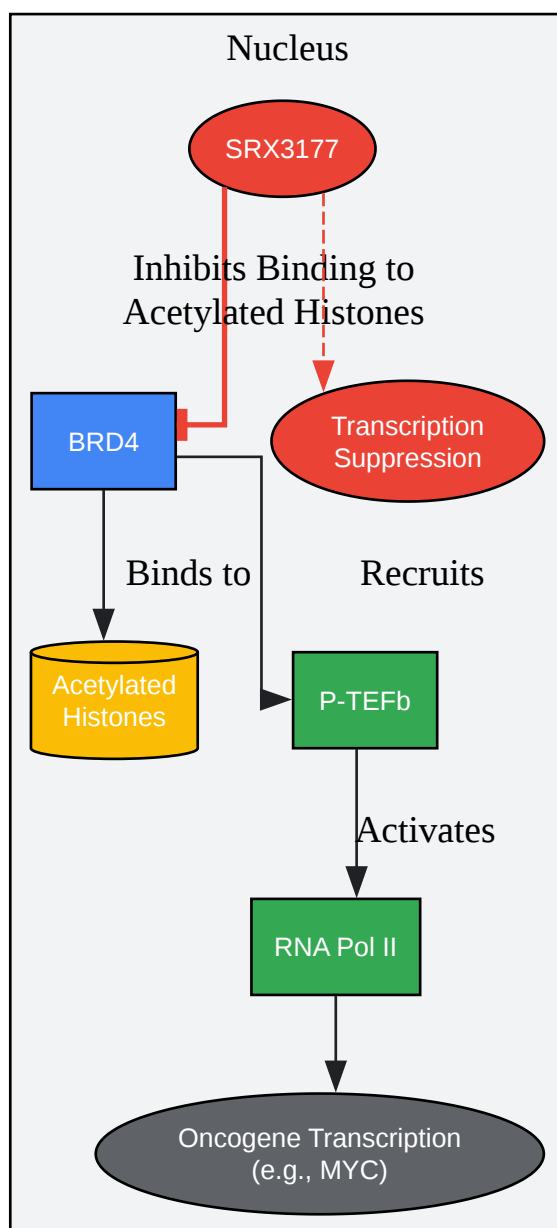 Nucleus
SRX3177
Inhibits Binding to
Acetylated Histones
BRD4
Transcription
Suppression
Binds to
Recruits
Acetylated
Histones
P-TEFb
Activates
RNA Pol II
Oncogene Transcription
(e.g., MYC)